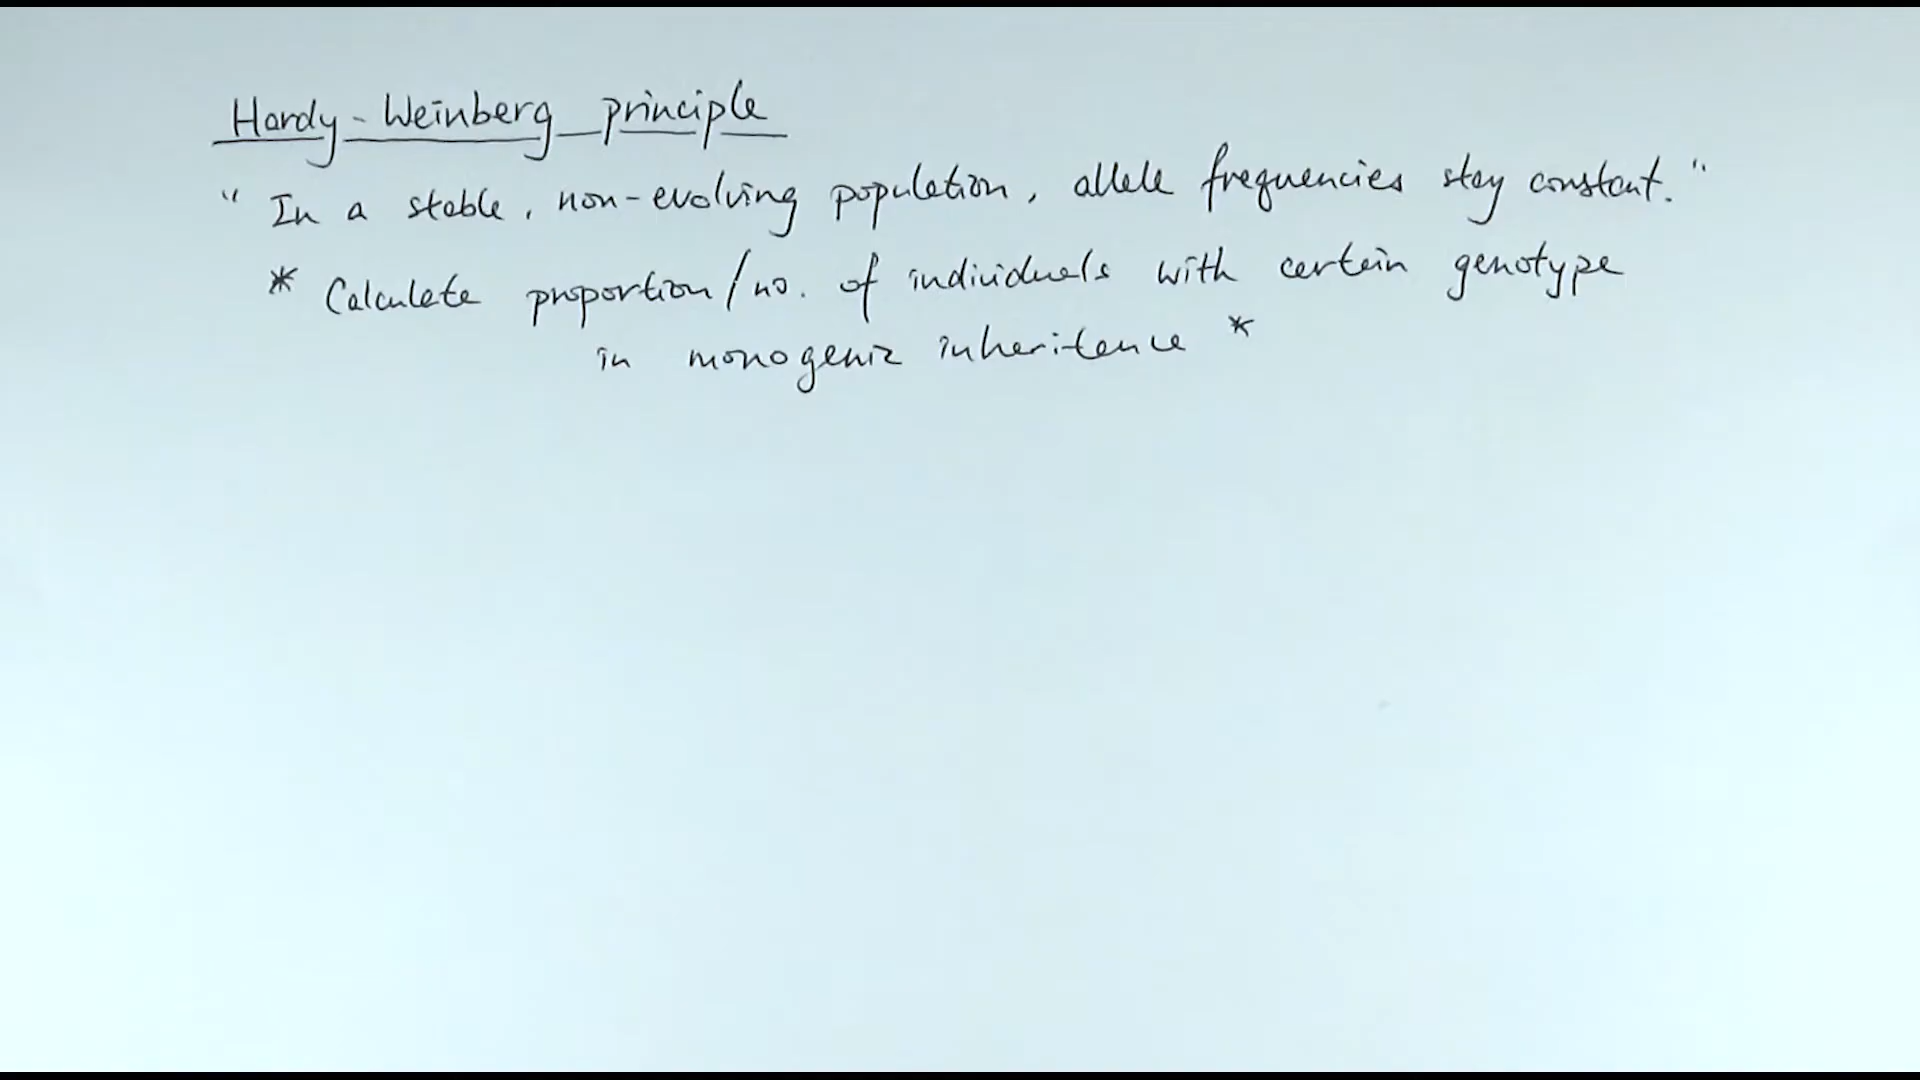 Hardy-Weinberg principle
"In a stable, non-evolving population, allele frequencies stay constant."
* Calculate proportion/no. of individuals with certain genotype
in monogenic inheritence *